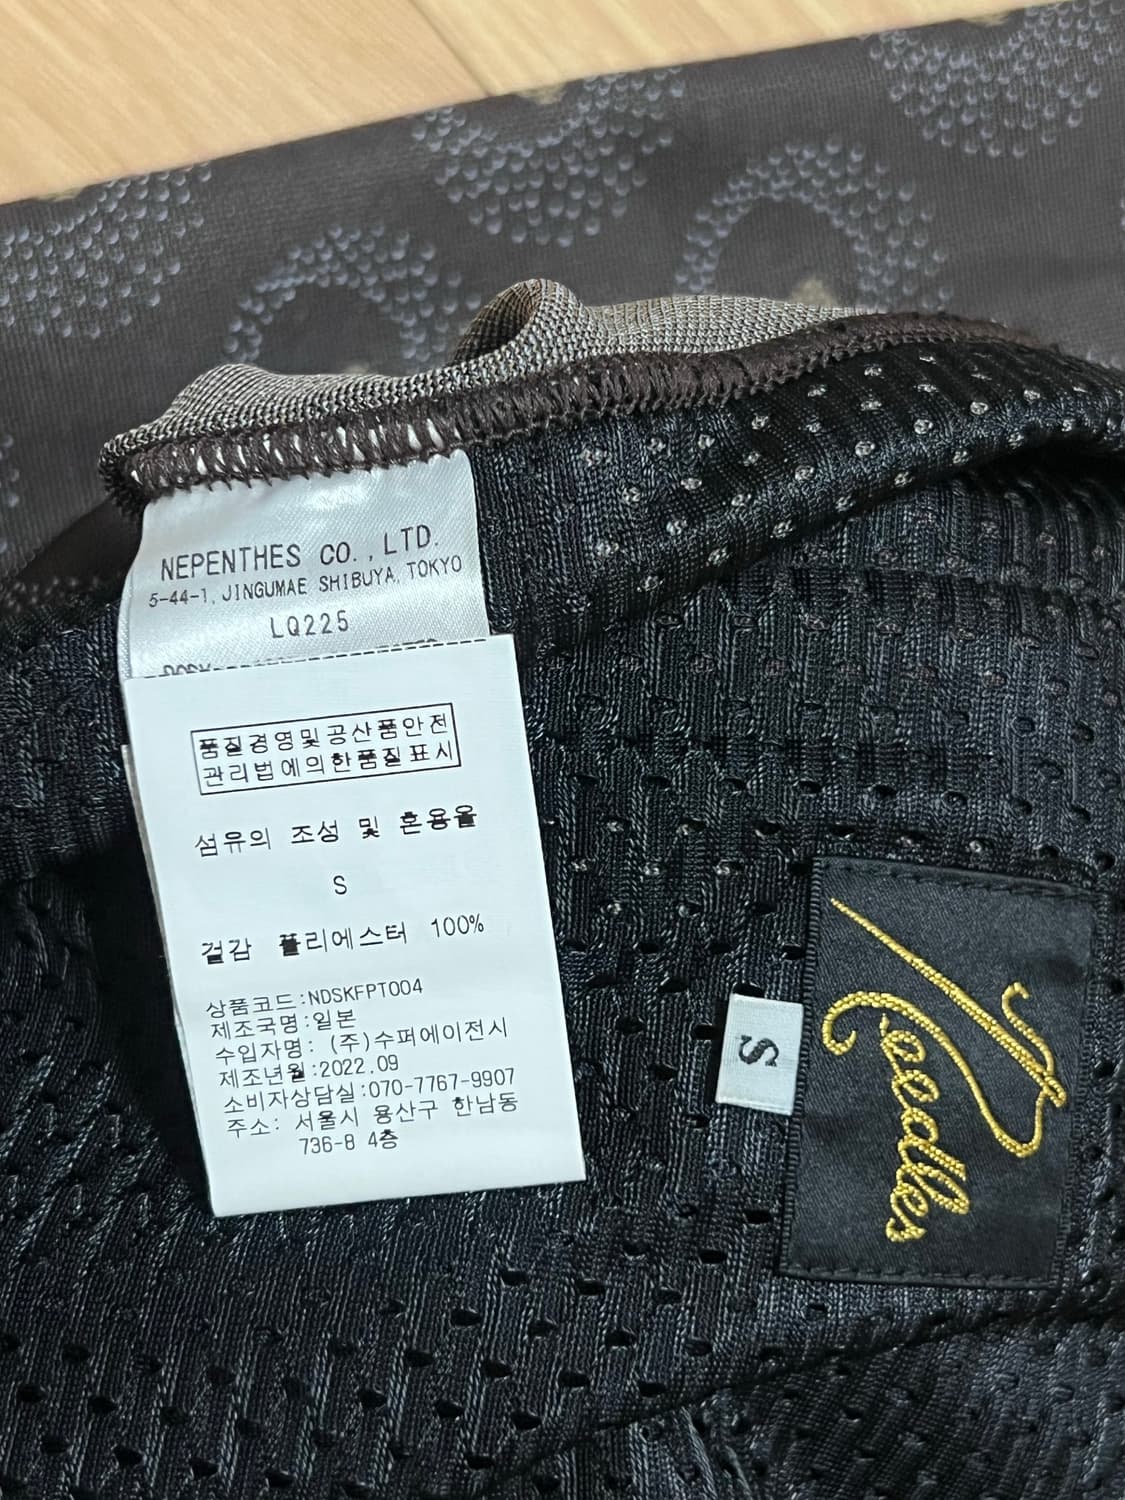 NEPENTHES CO.,LTD.
5-44-1, JINGUMAE SHIBUYA, TOKYO
LQ225
품질경영및공산품안전
관리법에의한품질표시
섬유의 조성 및 혼용율
S
겉감 폴리에스터 100%
상품코드:NDSKFPT004
제조국명:일본
수입자명: (주)수퍼에이전시
제조년월:2022.09
소비자상담실:070-7767-9907
주소: 서울시 용산구 한남동
736-8 4층
S
Needles